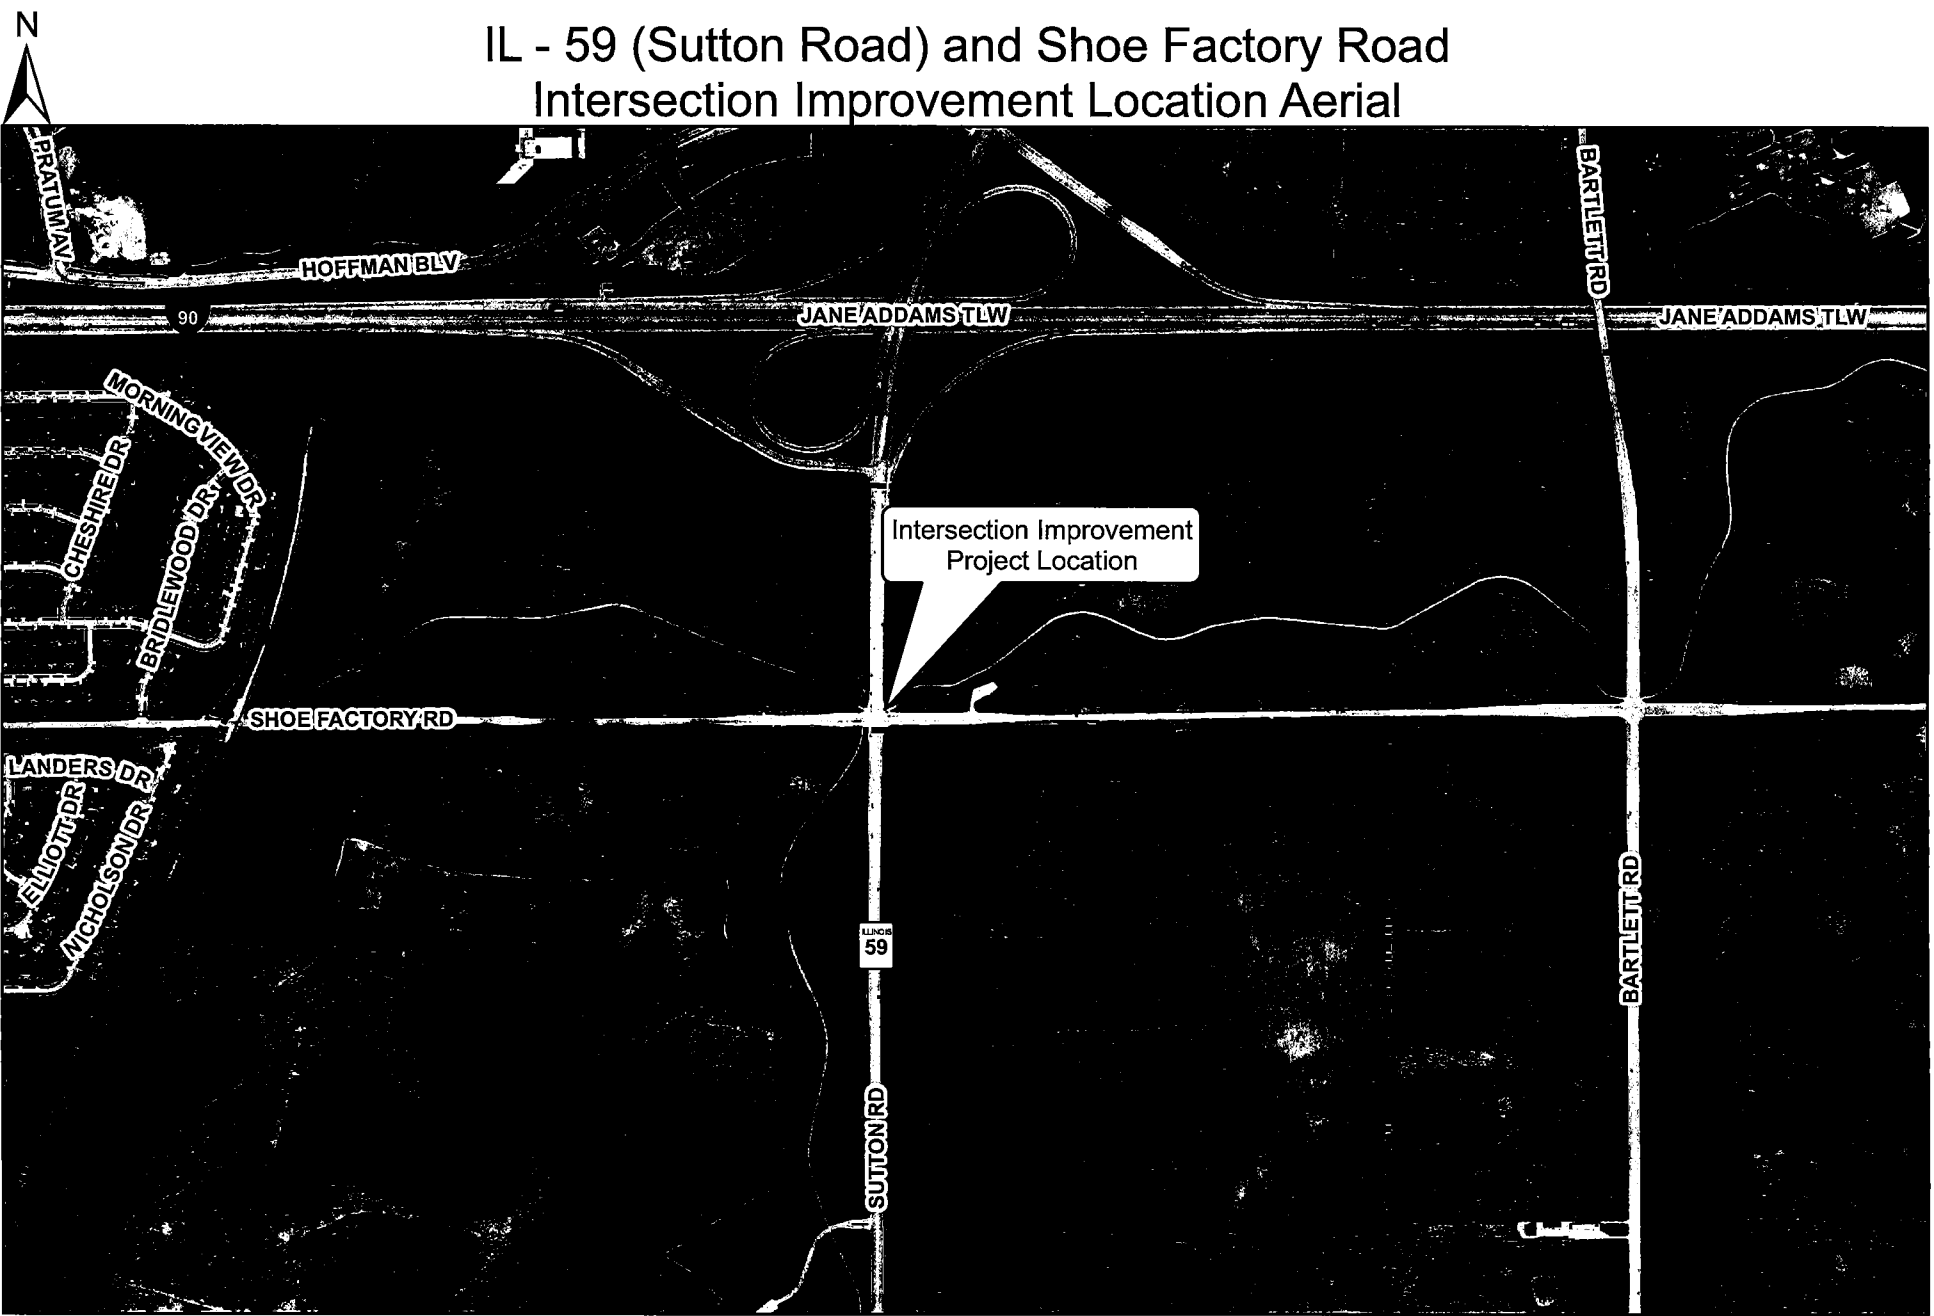 N
IL - 59 (Sutton Road) and Shoe Factory Road
Intersection Improvement Location Aerial
PRATUM AV
BARTLETT RD
HOFFMAN BLV
90
JANE ADDAMS TLW
JANE ADDAMS TLW
MORNINGVIEW DR
CHESHIRE DR
BRIDLEWOOD DR
Intersection Improvement
Project Location
SHOE FACTORY RD
LANDERS DR
ELLIOTT DR
NICHOLSON DR
BARTLETT RD
ILLINOIS
59
SUTTON RD